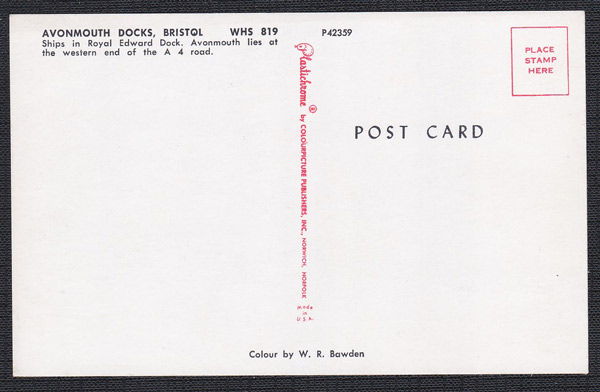 AVONMOUTH DOCKS, BRISTOL WHS 819 P42359
Ships in Royal Edward Dock. Avonmouth lies at
the western end of the A 4 road.
PLACE
STAMP
HERE
Plastichrome ® by COLOURPICTURE PUBLISHERS, INC., NORWICH, NORFOLK
MADE
IN
U.S.A.
POST CARD
Colour by W. R. Bawden